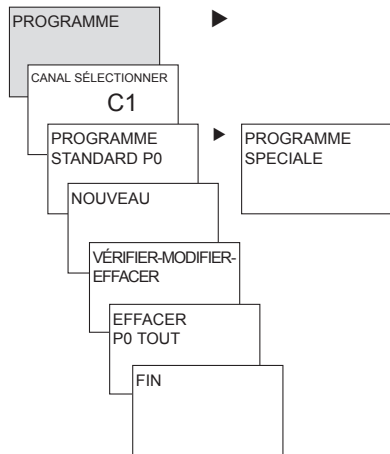 PROGRAMME
CANAL SÉLECTIONNER
C1
PROGRAMME
STANDARD P0
PROGRAMME
SPECIALE
NOUVEAU
VÉRIFIER-MODIFIER-
EFFACER
EFFACER
P0 TOUT
FIN